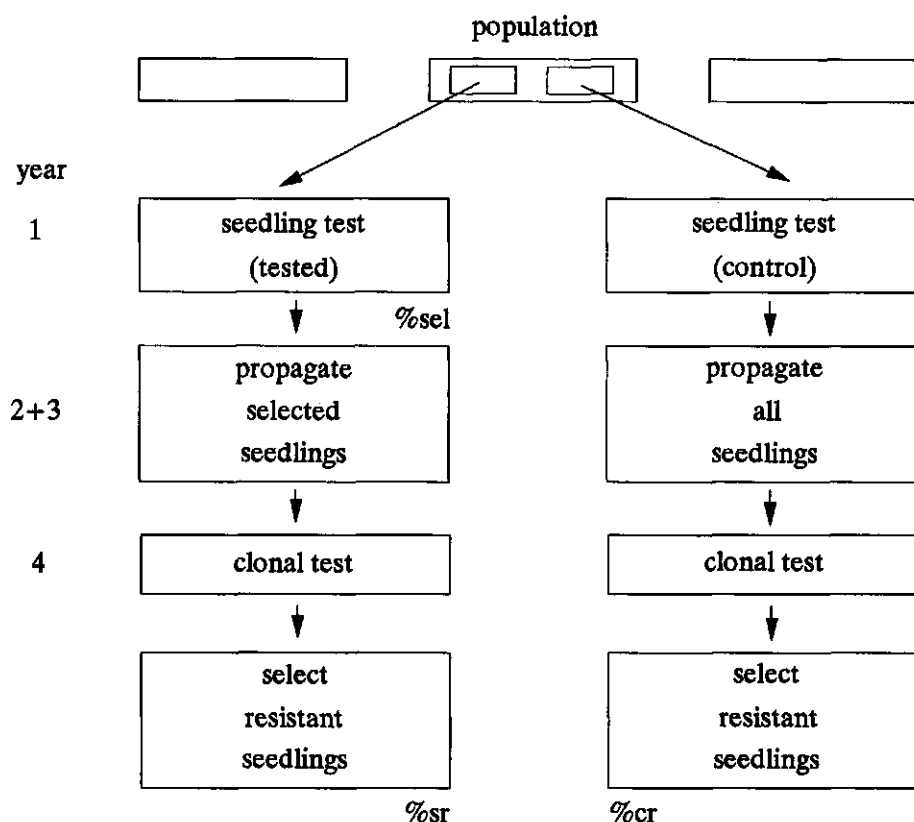 population
year
1
seedling test
(tested)
seedling test
(control)
%sel
2+3
propagate
selected
seedlings
propagate
all
seedlings
4
clonal test
clonal test
select
resistant
seedlings
select
resistant
seedlings
%sr
%cr